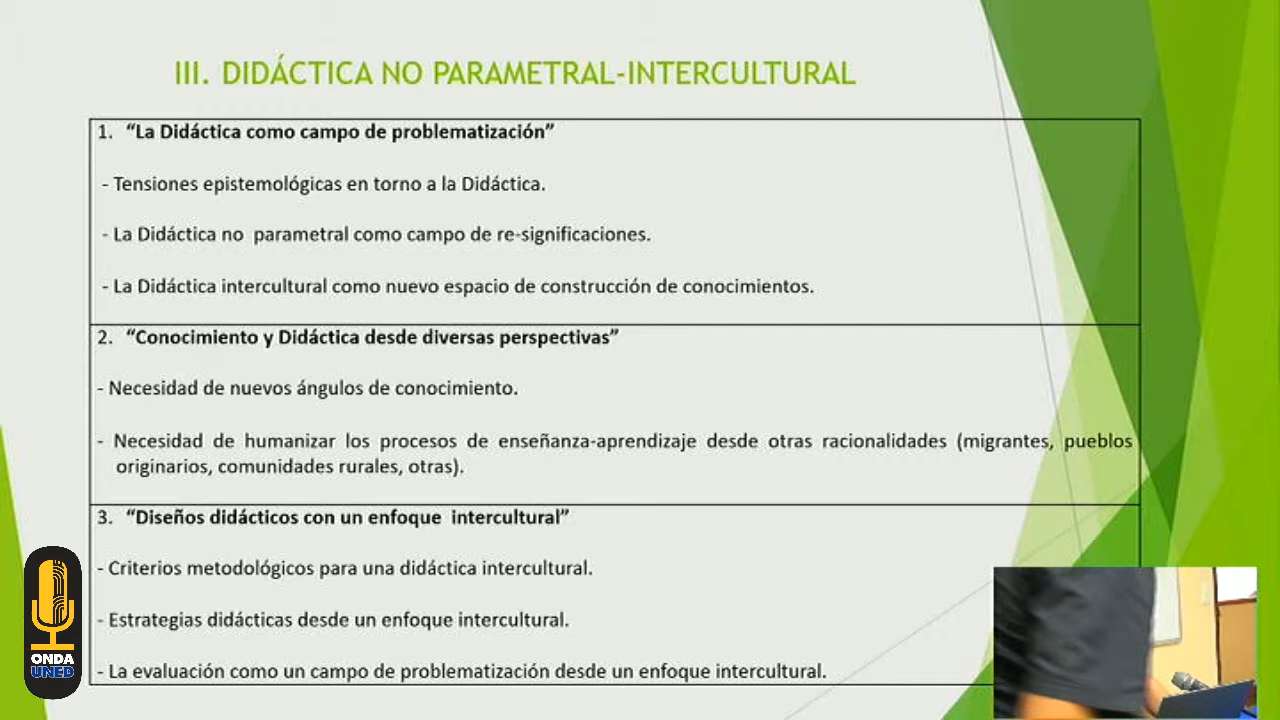 III. DIDÁCTICA NO PARAMETRAL-INTERCULTURAL
1. “La Didáctica como campo de problematización”
- Tensiones epistemológicas en torno a la Didáctica.
- La Didáctica no parametral como campo de re-significaciones.
- La Didáctica intercultural como nuevo espacio de construcción de conocimientos.
2. “Conocimiento y Didáctica desde diversas perspectivas”
- Necesidad de nuevos ángulos de conocimiento.
- Necesidad de humanizar los procesos de enseñanza-aprendizaje desde otras racionalidades (migrantes, pueblos
originarios, comunidades rurales, otras).
3. “Diseños didácticos con un enfoque intercultural”
- Criterios metodológicos para una didáctica intercultural.
- Estrategias didácticas desde un enfoque intercultural.
- La evaluación como un campo de problematización desde un enfoque intercultural.
ONDA
UNED